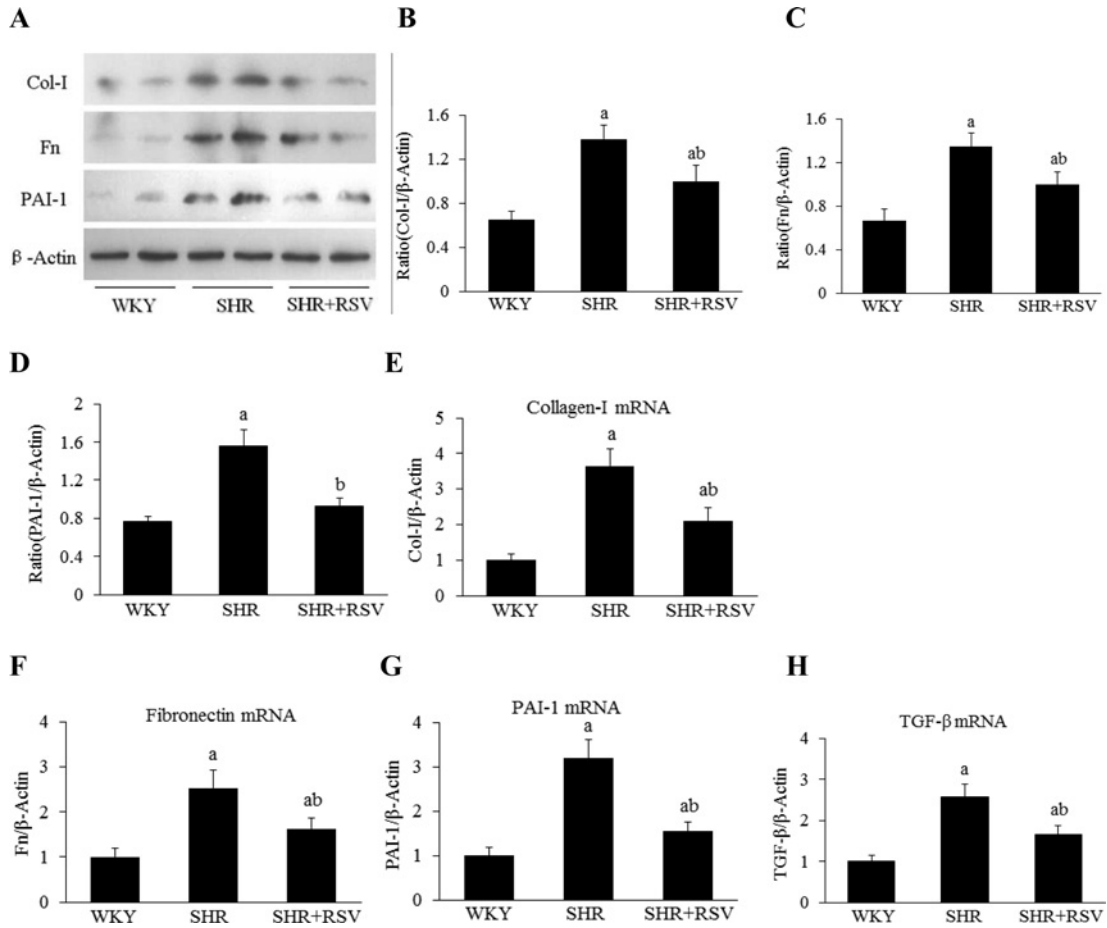 A
Col-I
Fn
PAI-1
β-Actin
WKY SHR SHR+RSV
B
Ratio(Col-I/β-Actin)
1.6
1.2
0.8
0.4
0
a
ab
WKY SHR SHR+RSV
C
Ratio(Fn/β-Actin)
1.6
1.2
0.8
0.4
0
a
ab
WKY SHR SHR+RSV
D
Ratio(PAI-1/β-Actin)
2
1.6
1.2
0.8
0.4
0
a
b
WKY SHR SHR+RSV
E
Collagen-I mRNA
Col-I/β-Actin
5
4
3
2
1
0
a
ab
WKY SHR SHR+RSV
F
Fibronectin mRNA
Fn/β-Actin
4
3
2
1
0
a
ab
WKY SHR SHR+RSV
G
PAI-1 mRNA
PAI-1/β-Actin
4
3
2
1
0
a
ab
WKY SHR SHR+RSV
H
TGF-β mRNA
TGF-β/β-Actin
4
3
2
1
0
a
ab
WKY SHR SHR+RSV